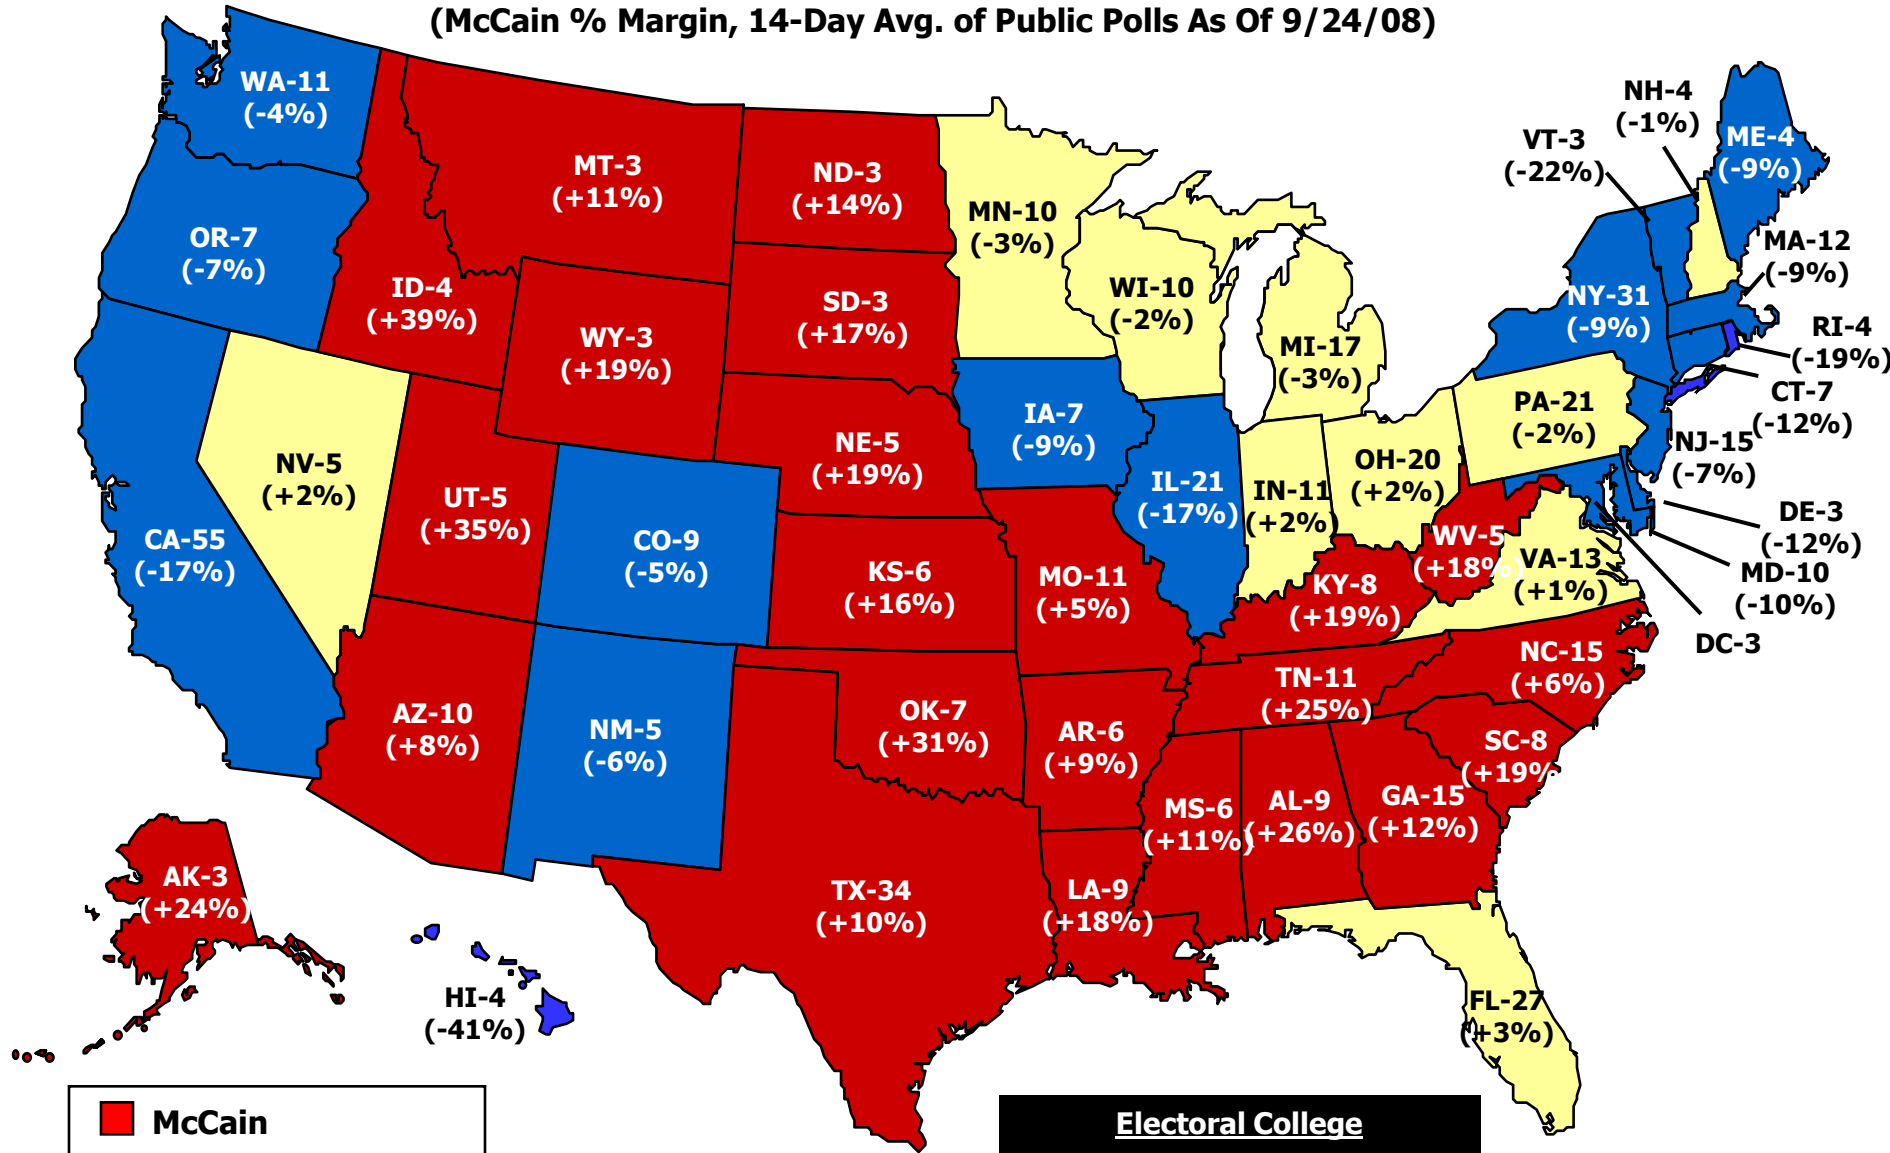 (McCain % Margin, 14-Day Avg. of Public Polls As Of 9/24/08)
WA-11
(-4%)
OR-7
(-7%)
CA-55
(-17%)
NV-5
(+2%)
ID-4
(+39%)
MT-3
(+11%)
WY-3
(+19%)
UT-5
(+35%)
CO-9
(-5%)
AZ-10
(+8%)
NM-5
(-6%)
ND-3
(+14%)
SD-3
(+17%)
NE-5
(+19%)
KS-6
(+16%)
OK-7
(+31%)
TX-34
(+10%)
MN-10
(-3%)
IA-7
(-9%)
MO-11
(+5%)
AR-6
(+9%)
LA-9
(+18%)
WI-10
(-2%)
IL-21
(-17%)
MI-17
(-3%)
IN-11
(+2%)
OH-20
(+2%)
KY-8
(+19%)
TN-11
(+25%)
MS-6
(+11%)
AL-9
(+26%)
GA-15
(+12%)
FL-27
(+3%)
SC-8
(+19%
NC-15
(+6%)
VA-13
(+1%)
WV-5
(+18%)
PA-21
(-2%)
NY-31
(-9%)
VT-3
(-22%)
NH-4
(-1%)
ME-4
(-9%)
MA-12
(-9%)
RI-4
(-19%)
CT-7
(-12%)
NJ-15
(-7%)
DE-3
(-12%)
MD-10
(-10%)
DC-3
AK-3
(+24%)
HI-4
(-41%)
McCain
Electoral College